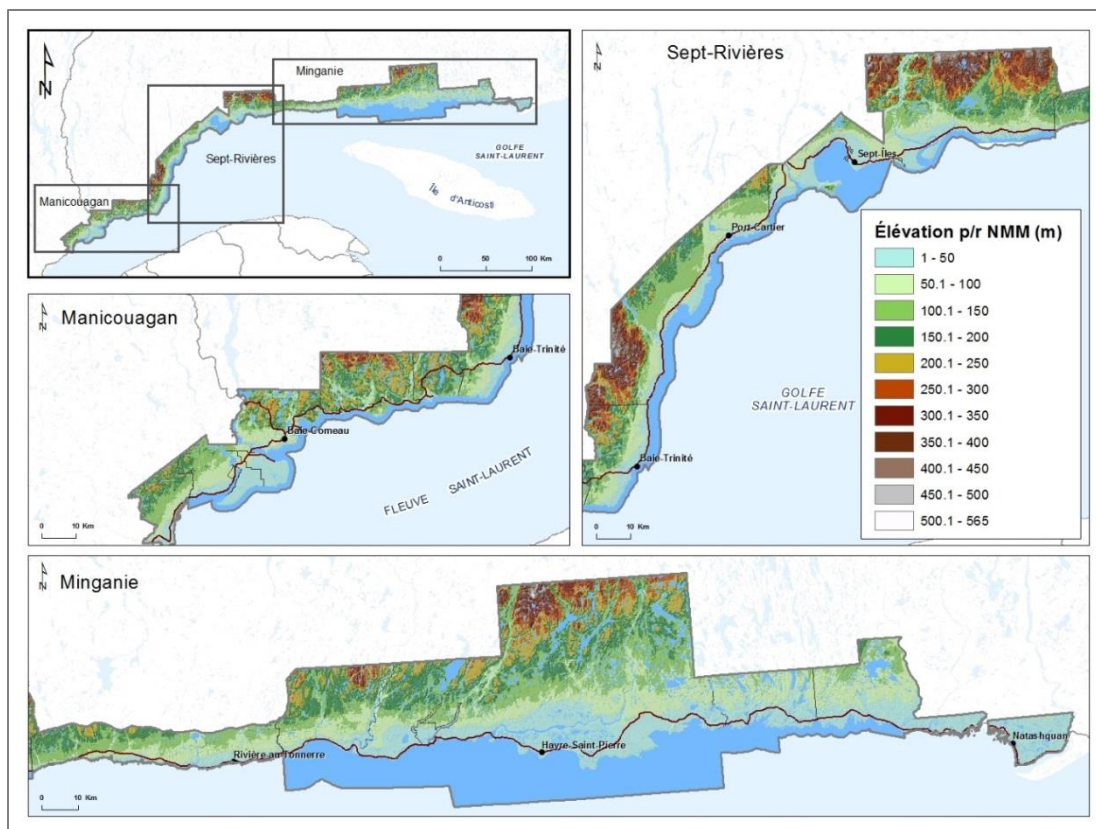 N
Minganie
Sept-Rivières
Manicouagan
GOLFE
SAINT-LAURENT
Île d'Anticosti
0 50 100 Km
Sept-Rivières
N
Sept-Îles
Port-Cartier
Baie-Trinité
GOLFE
SAINT-LAURENT
0 10 Km
Élévation p/r NMM (m)
1 - 50
50.1 - 100
100.1 - 150
150.1 - 200
200.1 - 250
250.1 - 300
300.1 - 350
350.1 - 400
400.1 - 450
450.1 - 500
500.1 - 565
N
Manicouagan
Baie-Trinité
Baie-Comeau
FLEUVE SAINT-LAURENT
0 10 Km
N
Minganie
Rivière au Tonnerre
Havre-Saint-Pierre
Natashquan
0 10 Km